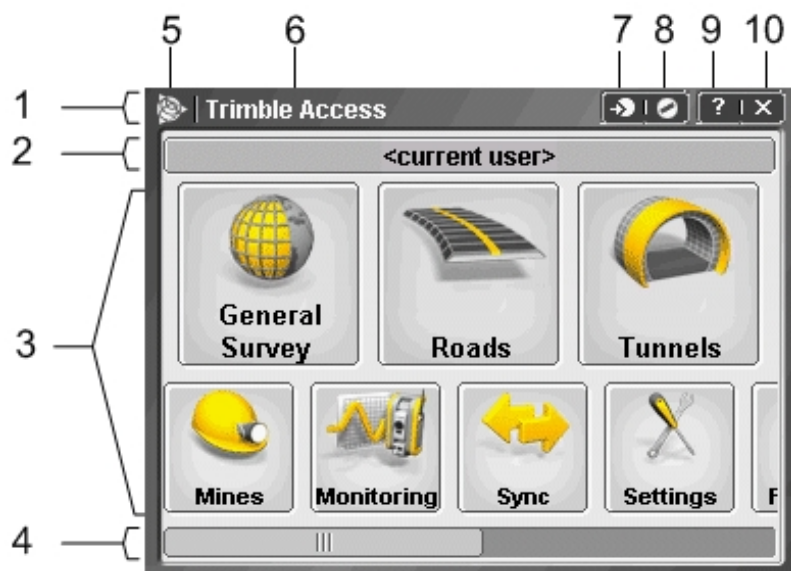 5 6 7 8 9 10
1 Trimble Access ? X
2 <current user>
3
General Survey
Roads
Tunnels
Mines
Monitoring
Sync
Settings
F
4